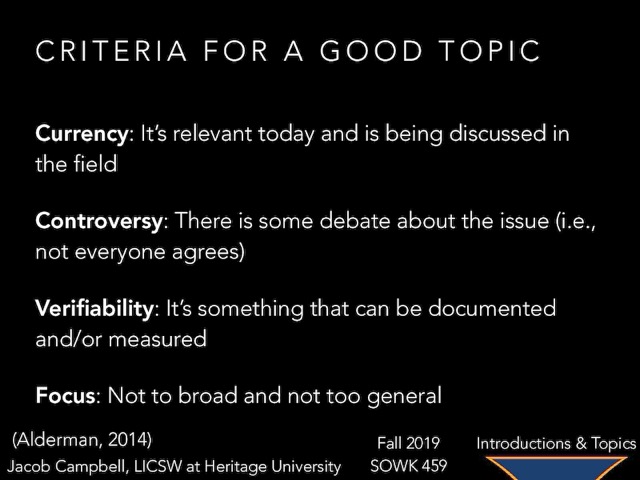 CRITERIA FOR A GOOD TOPIC
Currency: It's relevant today and is being discussed in
the field
Controversy: There is some debate about the issue (i.e.,
not everyone agrees)
Verifiability: It's something that can be documented
and/or measured
Focus: Not to broad and not too general
(Alderman, 2014)
Fall 2019
Introductions & Topics
Jacob Campbell, LICSW at Heritage University
SOWK 459